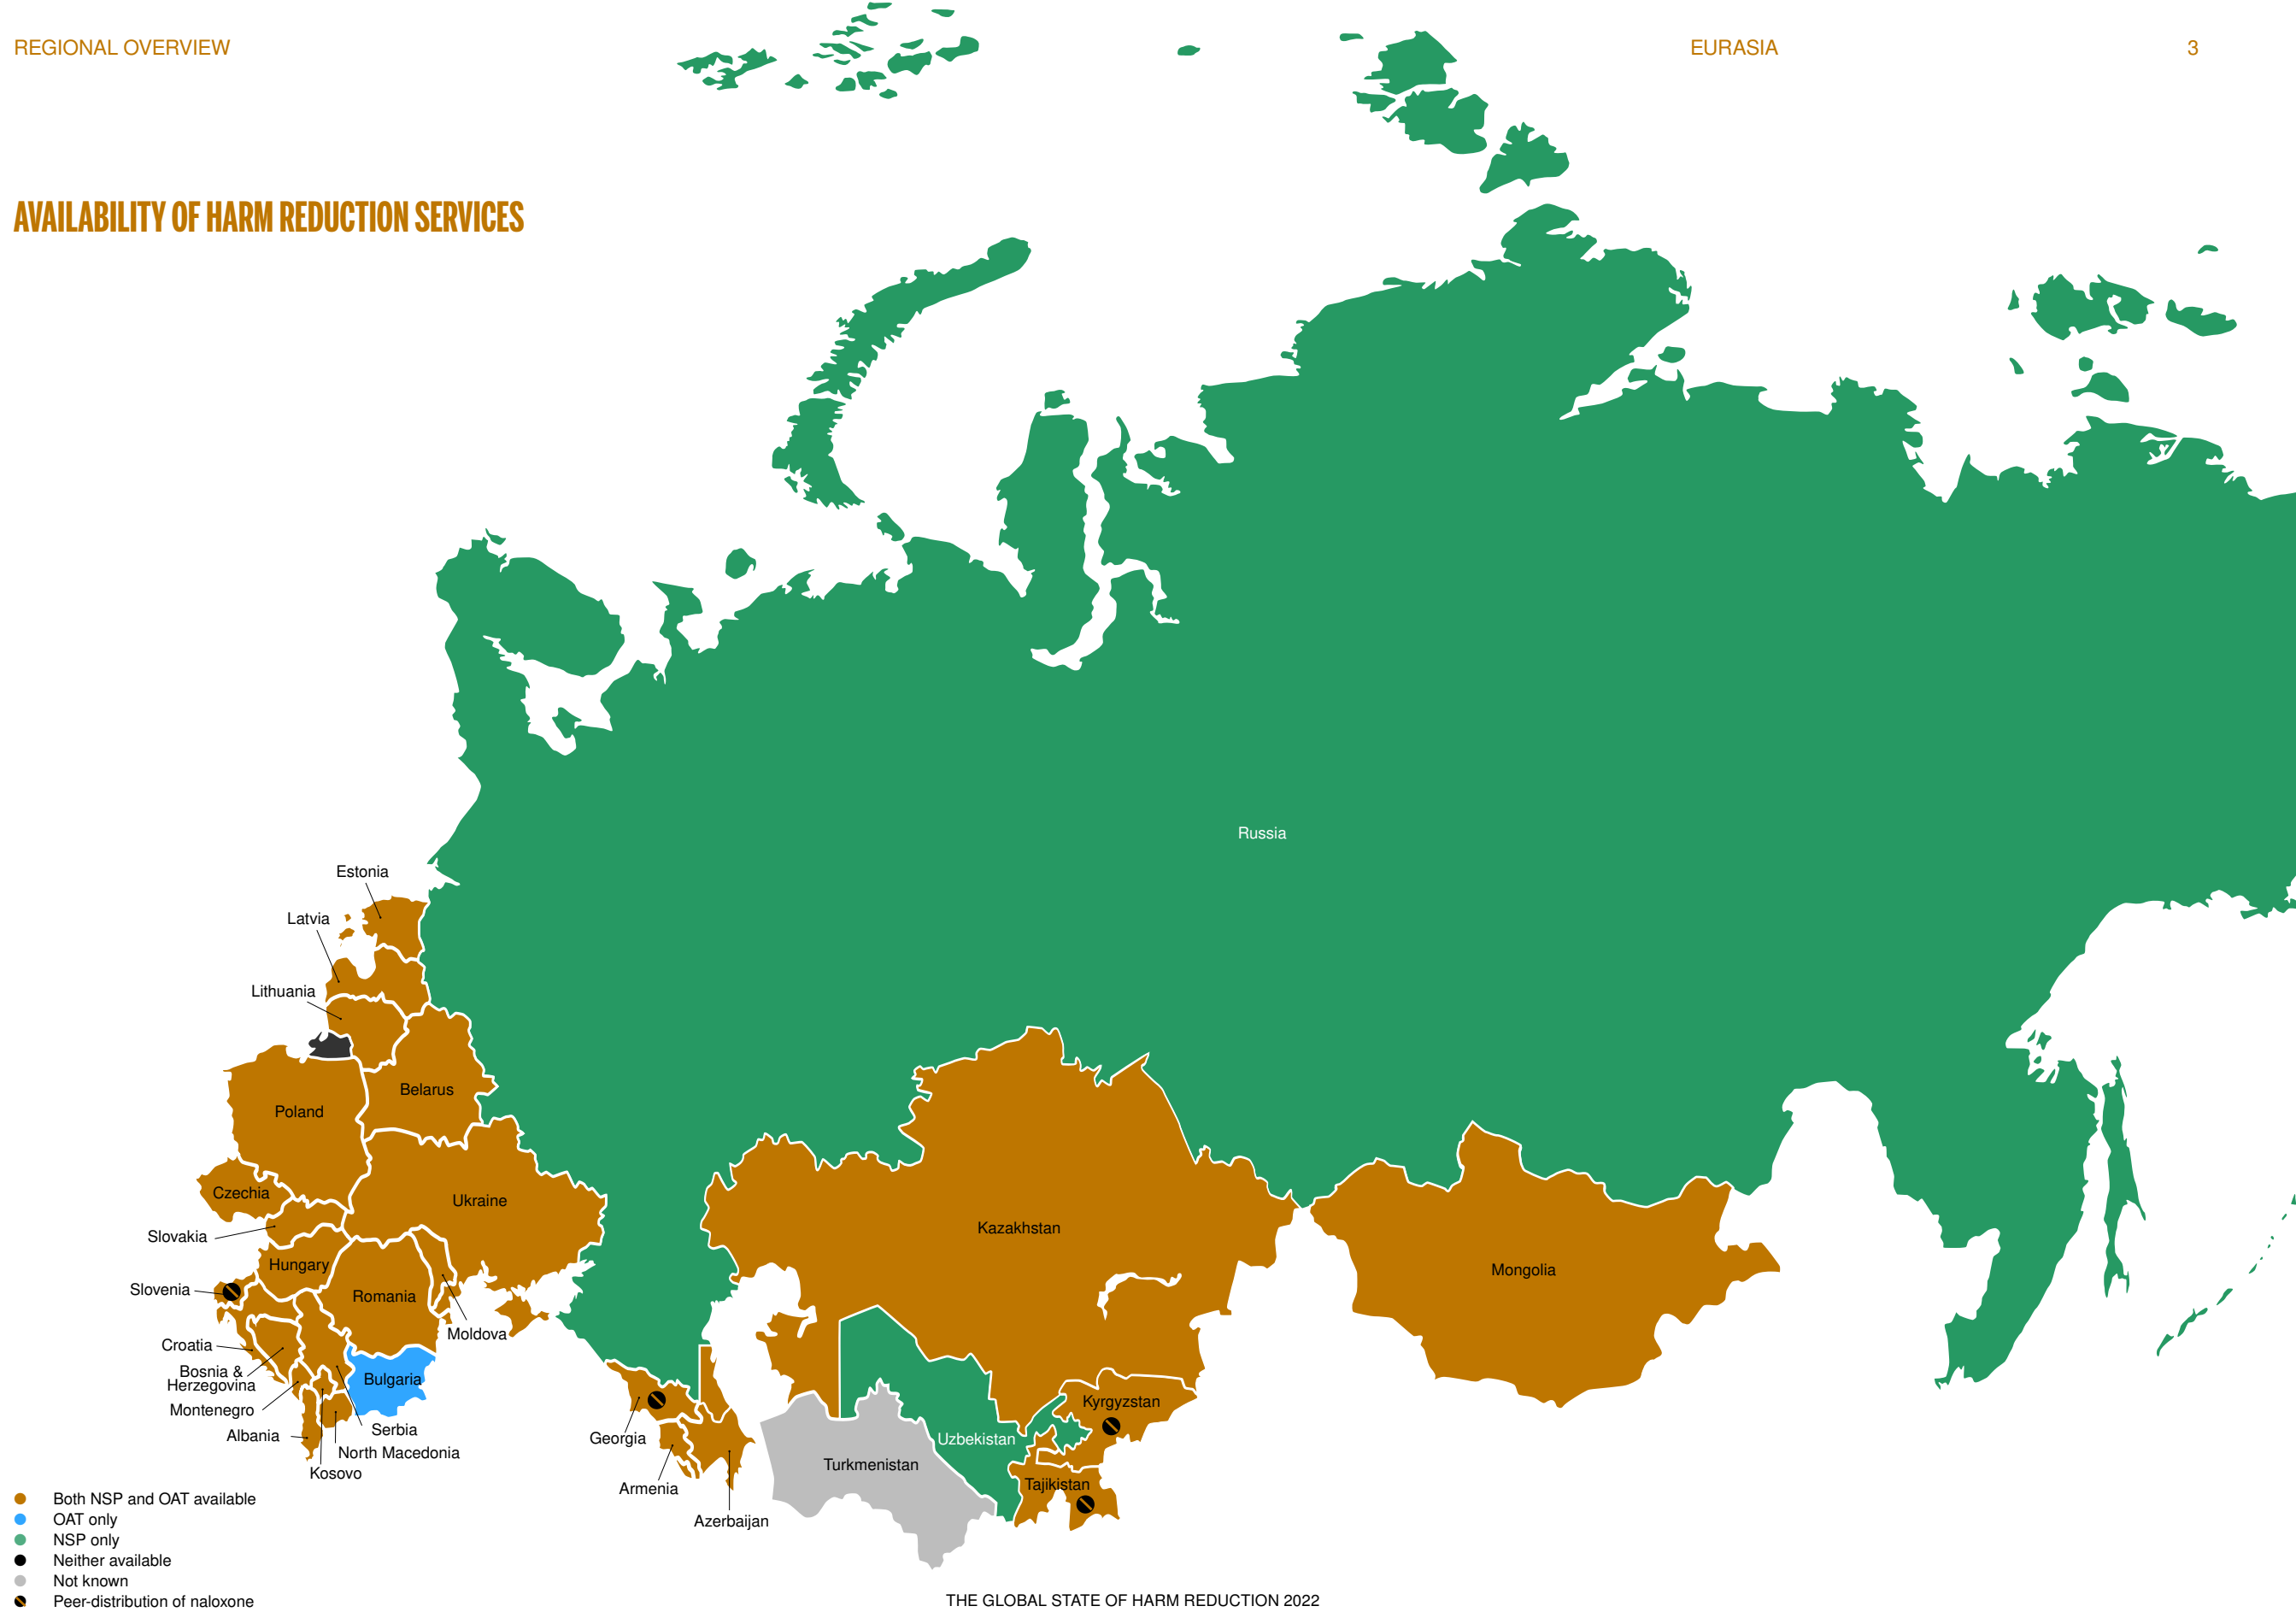 REGIONAL OVERVIEW
EURASIA
3
AVAILABILITY OF HARM REDUCTION SERVICES
Russia
Estonia
Latvia
Lithuania
Belarus
Poland
Czechia
Ukraine
Slovakia
Kazakhstan
Hungary
Mongolia
Slovenia
Romania
Moldova
Croatia
Bosnia &
Herzegovina
Bulgaria
Montenegro
Kyrgyzstan
Albania
Serbia
Georgia
Uzbekistan
North Macedonia
Kosovo
Turkmenistan
Armenia
Tajikistan
Azerbaijan
Both NSP and OAT available
OAT only
NSP only
Neither available
Not known
Peer-distribution of naloxone
THE GLOBAL STATE OF HARM REDUCTION 2022